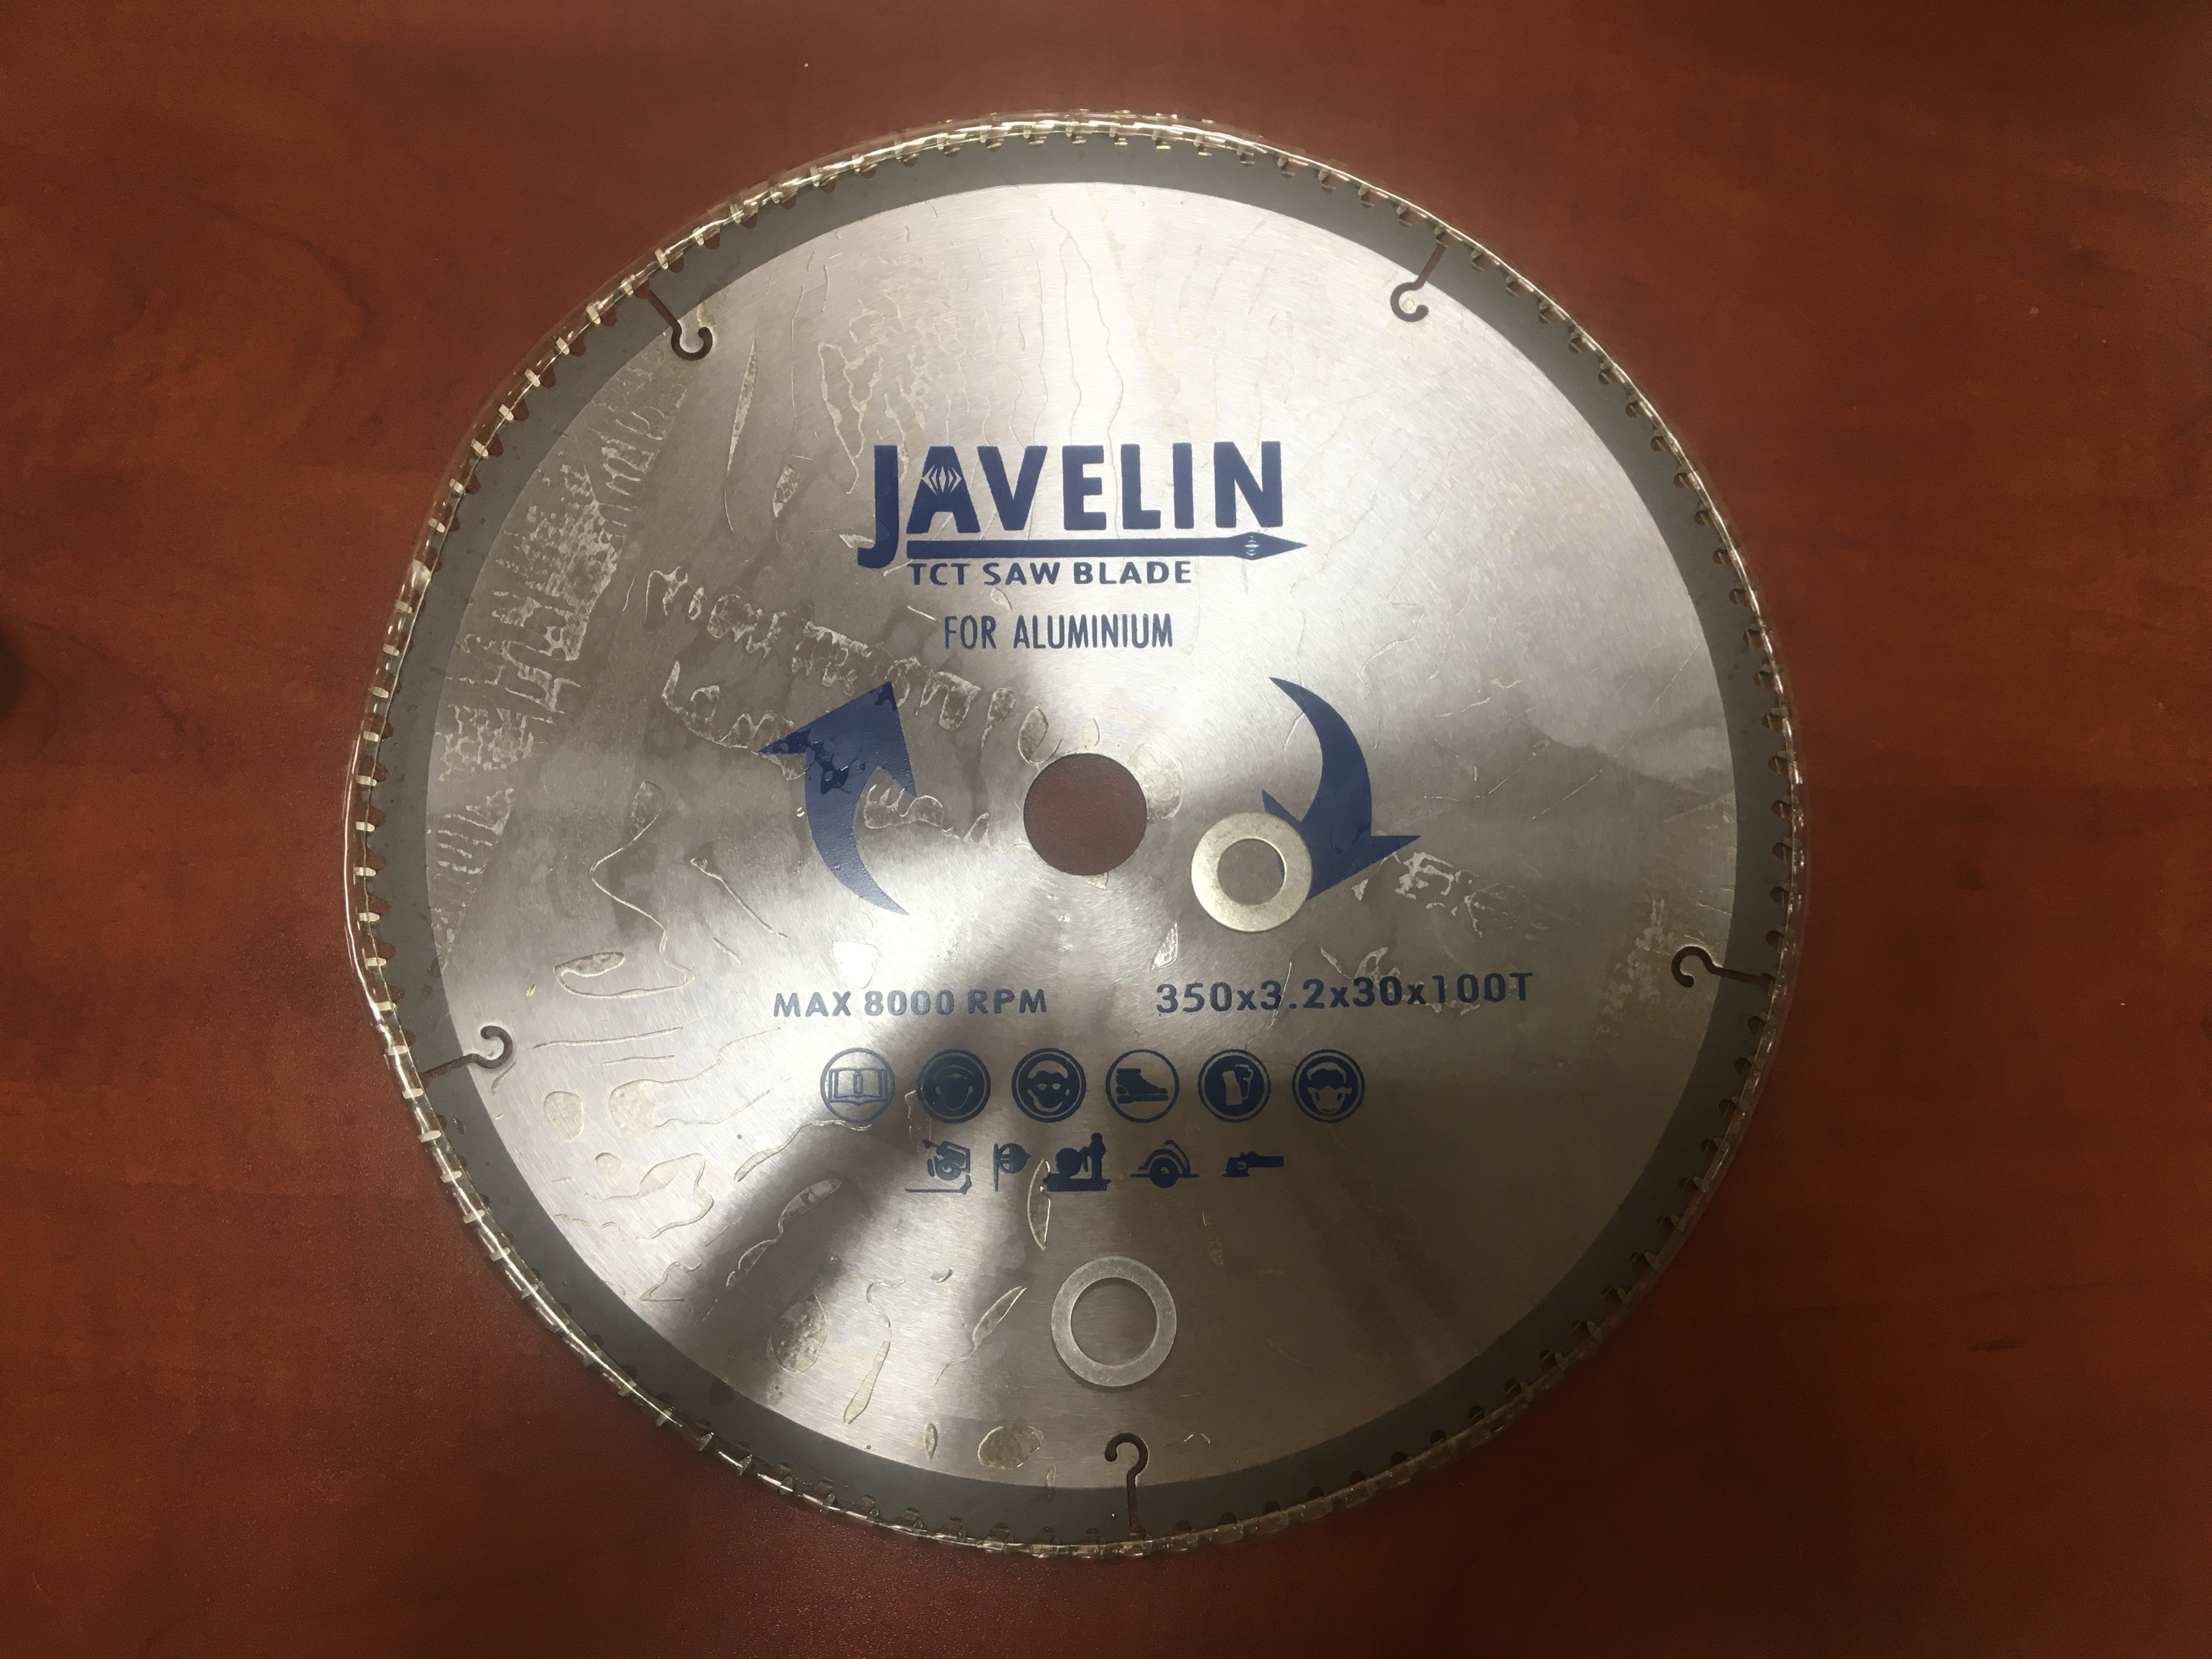 JAVELIN
TCT SAW BLADE
FOR ALUMINIUM
MAX 8000 RPM
350x3.2x30x100T